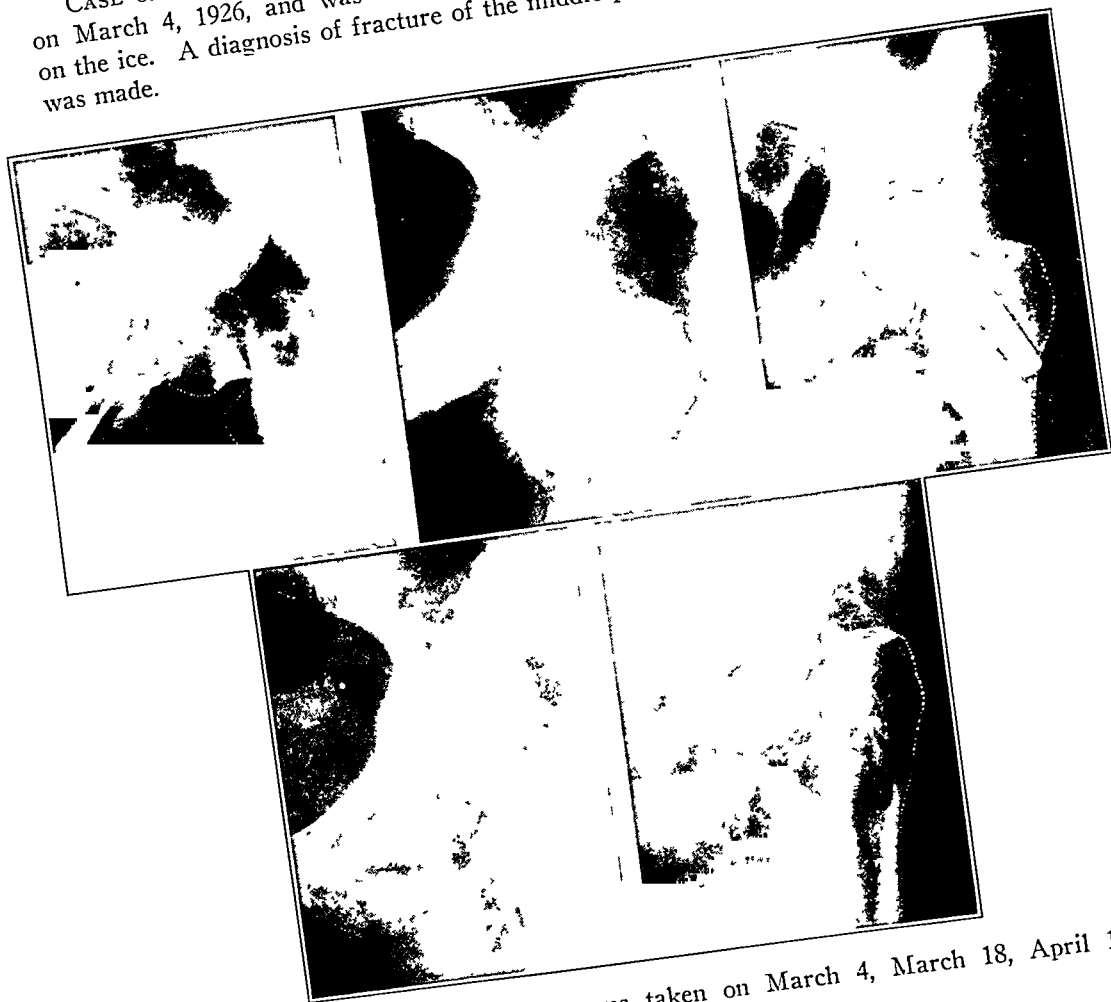 CASE
on March 4, 1926, and was
on the ice. A diagnosis of fracture of the middle
was made.
taken on March 4, March 18, April